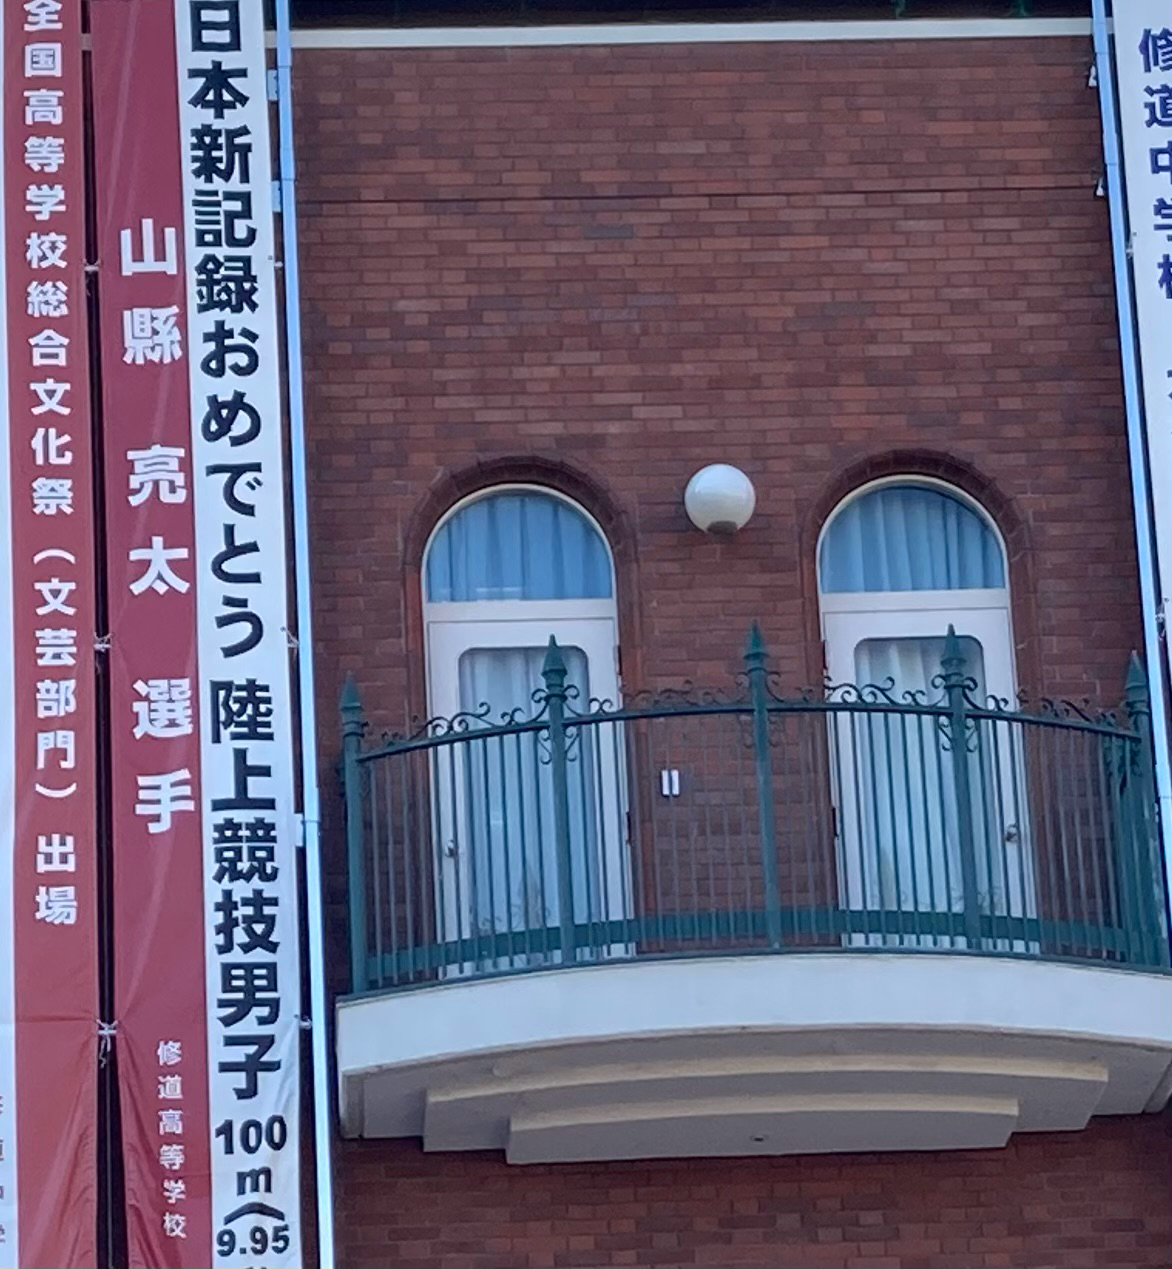 修道中学校
日本新記録おめでとう 陸上競技男子100m(9.95
山縣 亮太 選手
修道高等学校
全国高等学校総合文化祭(文芸部門)出場